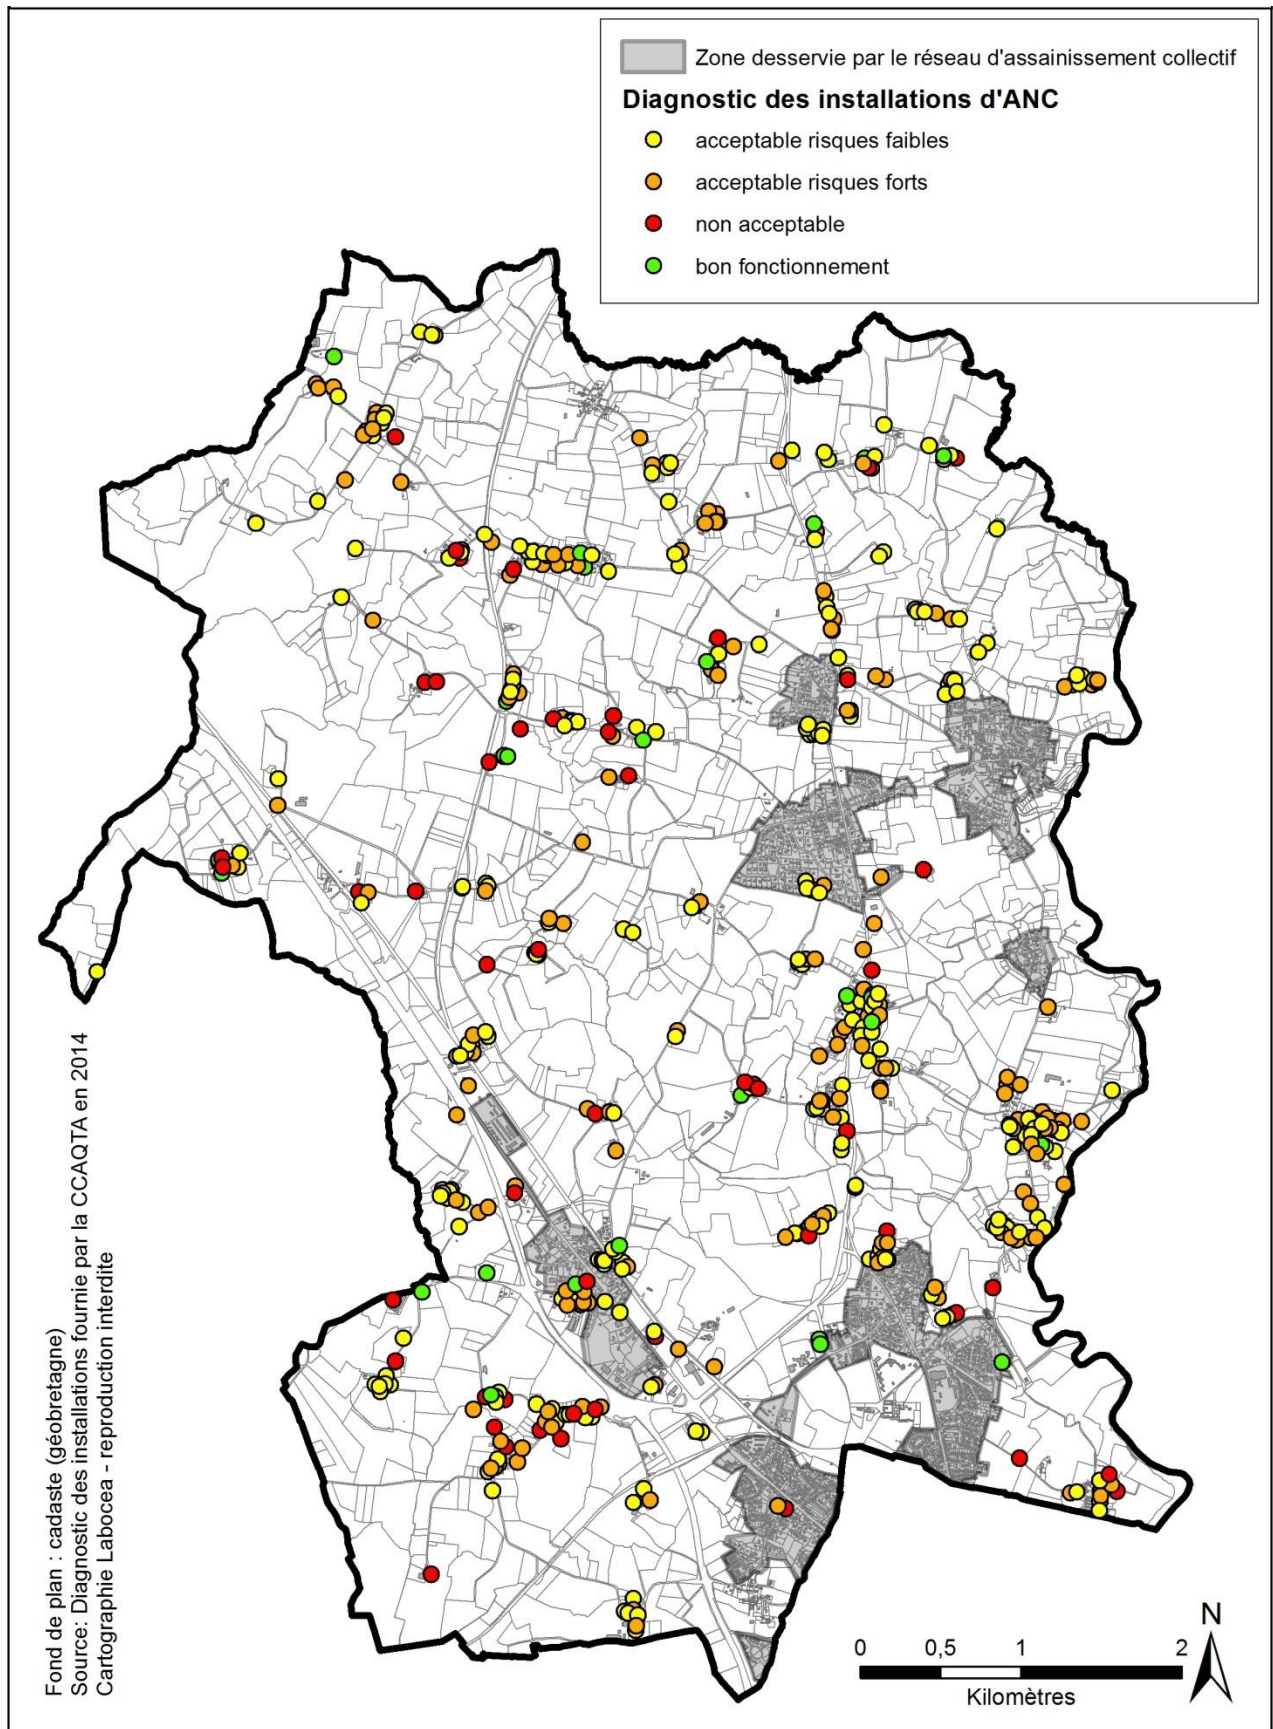 Zone desservie par le réseau d'assainissement collectif
Diagnostic des installations d'ANC
acceptable risques faibles
acceptable risques forts
non acceptable
bon fonctionnement
Fond de plan : cadaste (géobretagne)
Source: Diagnostic des installations fournie par la CCAQTA en 2014
Cartographie Labocea - reproduction interdite
N
0 0,5 1 2
Kilomètres